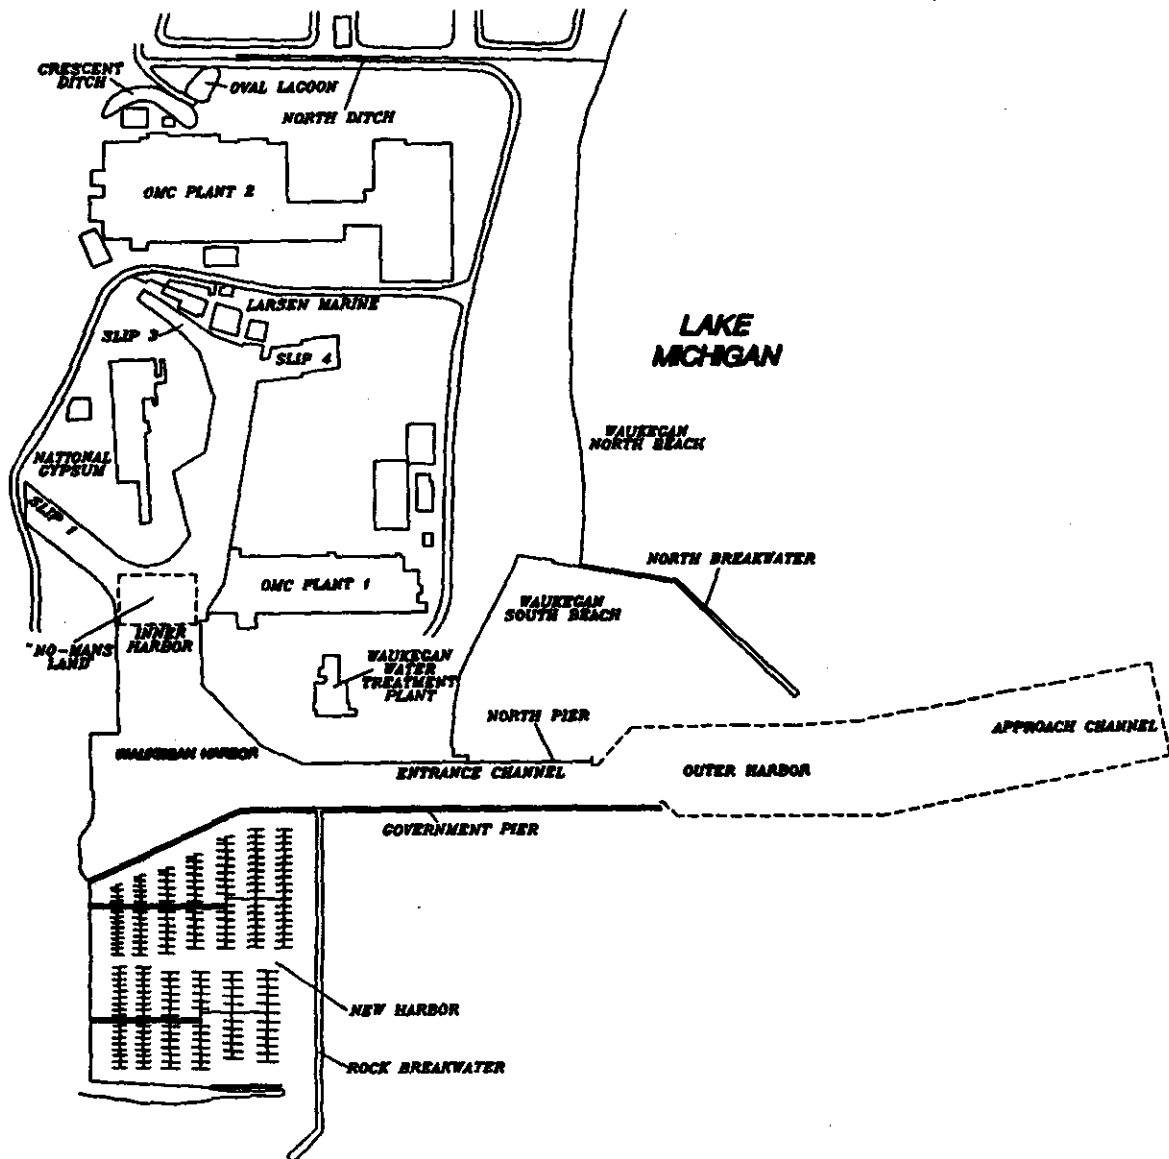 CRESCENT
DITCH
OVAL LAGOON
NORTH DITCH
OMC PLANT 2
LARSEN MARINE
SLIP 3
SLIP 4
LAKE
MICHIGAN
WAUKEGAN
NORTH BEACH
NATIONAL
GYPSUM
SLIP 1
NORTH BREAKWATER
OMC PLANT 1
WAUKEGAN
SOUTH BEACH
"NO-MANS
LAND
INNER
HARBOR
WAUKEGAN
WATER
TREATMENT
PLANT
NORTH PIER
APPROACH CHANNEL
WAUKEGAN HARBOR
ENTRANCE CHANNEL
OUTER HARBOR
GOVERNMENT PIER
NEW HARBOR
ROCK BREAKWATER